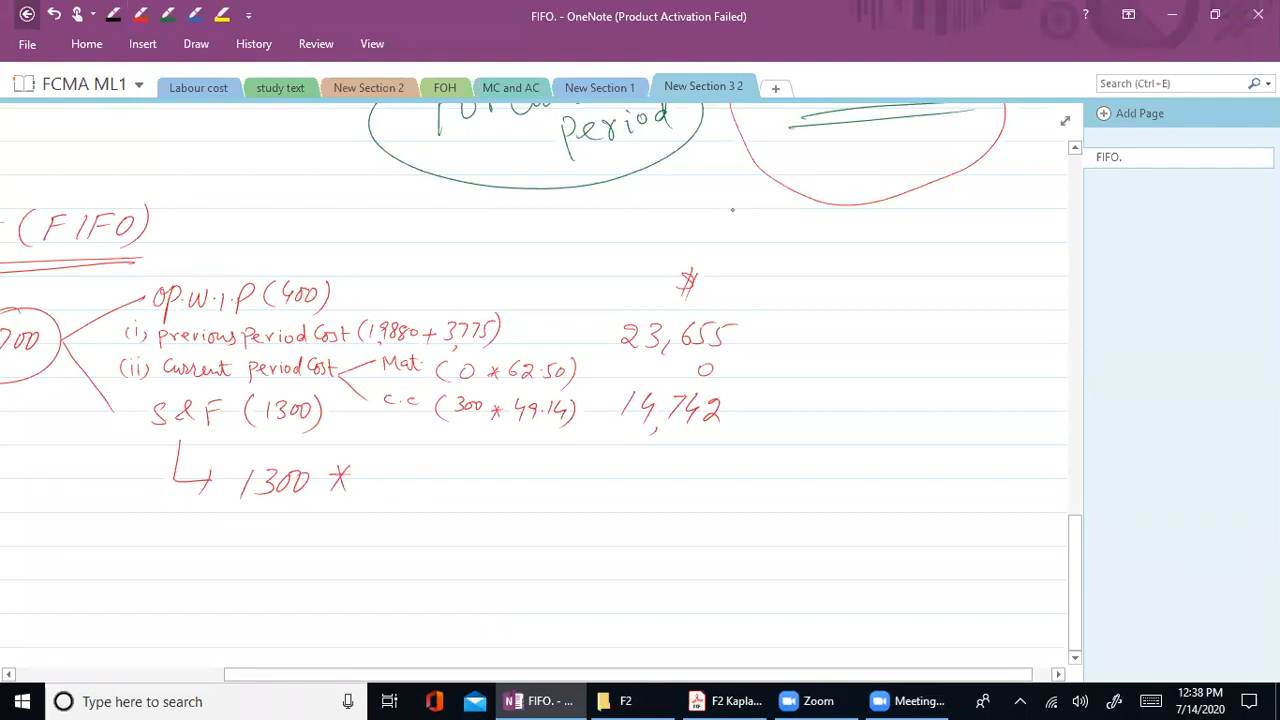 FIFO. - OneNote (Product Activation Failed)
?
File Home Insert Draw History Review View
FCMA ML1 Labour cost study text New Section 2 FOH MC and AC New Section 1 New Section 3 2
Search (Ctrl+E)
Add Page
FIFO.
period
(FIFO)
$
OP.W.I.P (400)
700
(i) previous period Cost (19,880 + 3,775) 23,655
(ii) Current period Cost Mat. (0 * 62.50) 0
C.C (300 * 49.14) 14,742
S & F (1300)
1300 *
Type here to search
FIFO. - ...
F2
F2 Kapla...
Zoom
Meeting...
12:38 PM
7/14/2020